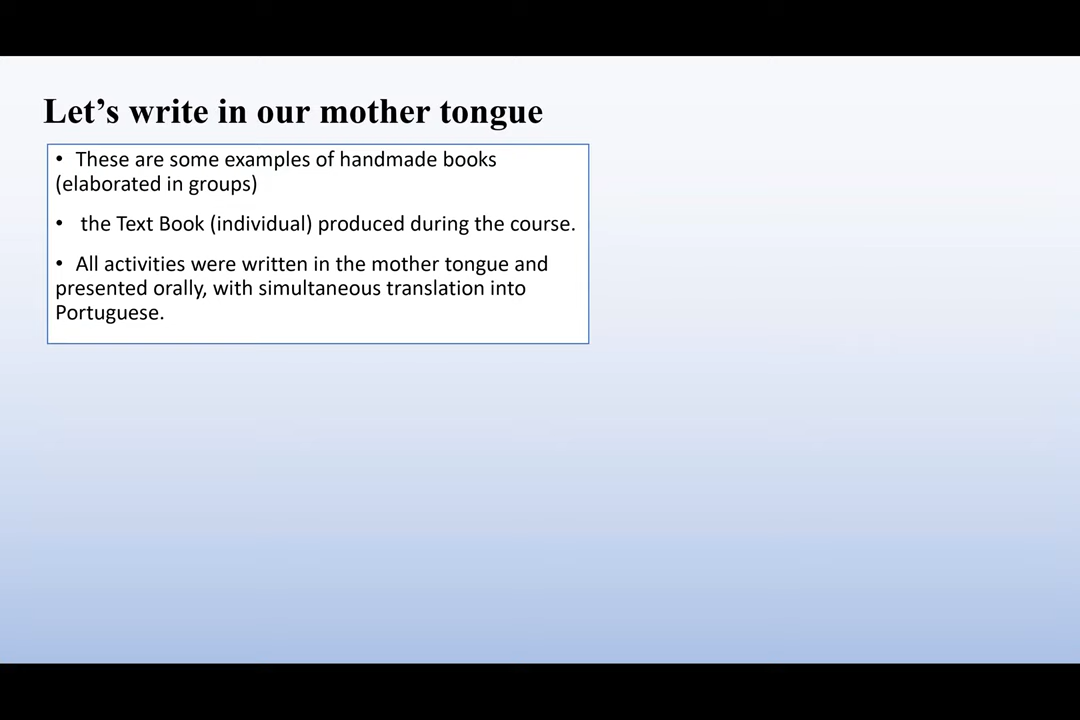 Let’s write in our mother tongue
• These are some examples of handmade books
(elaborated in groups)
• the Text Book (individual) produced during the course.
• All activities were written in the mother tongue and
presented orally, with simultaneous translation into
Portuguese.